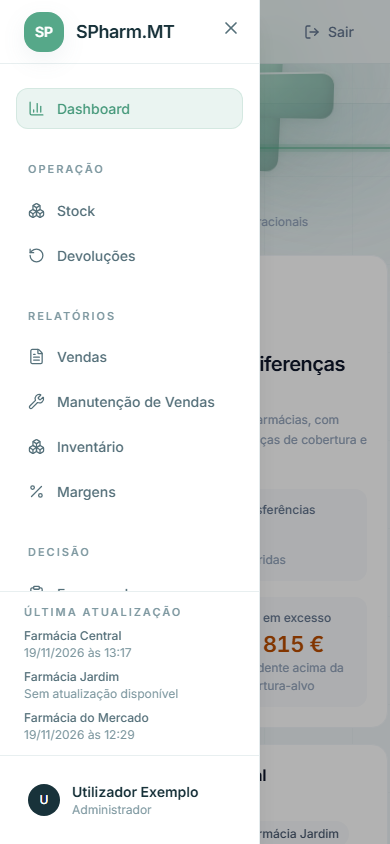 SP
SPharm.MT
Sair
Dashboard
OPERAÇÃO
Stock
Devoluções
RELATÓRIOS
Vendas
Manutenção de Vendas
Inventário
Margens
DECISÃO
ÚLTIMA ATUALIZAÇÃO
Farmácia Central
19/11/2026 às 13:17
Farmácia Jardim
Sem atualização disponível
Farmácia do Mercado
19/11/2026 às 12:29
U
Utilizador Exemplo
Administrador
iferenças
armácias, com
ças de cobertura e
sferências
ridas
em excesso
815 €
dente acima da
rtura-alvo
rmácia Jardim